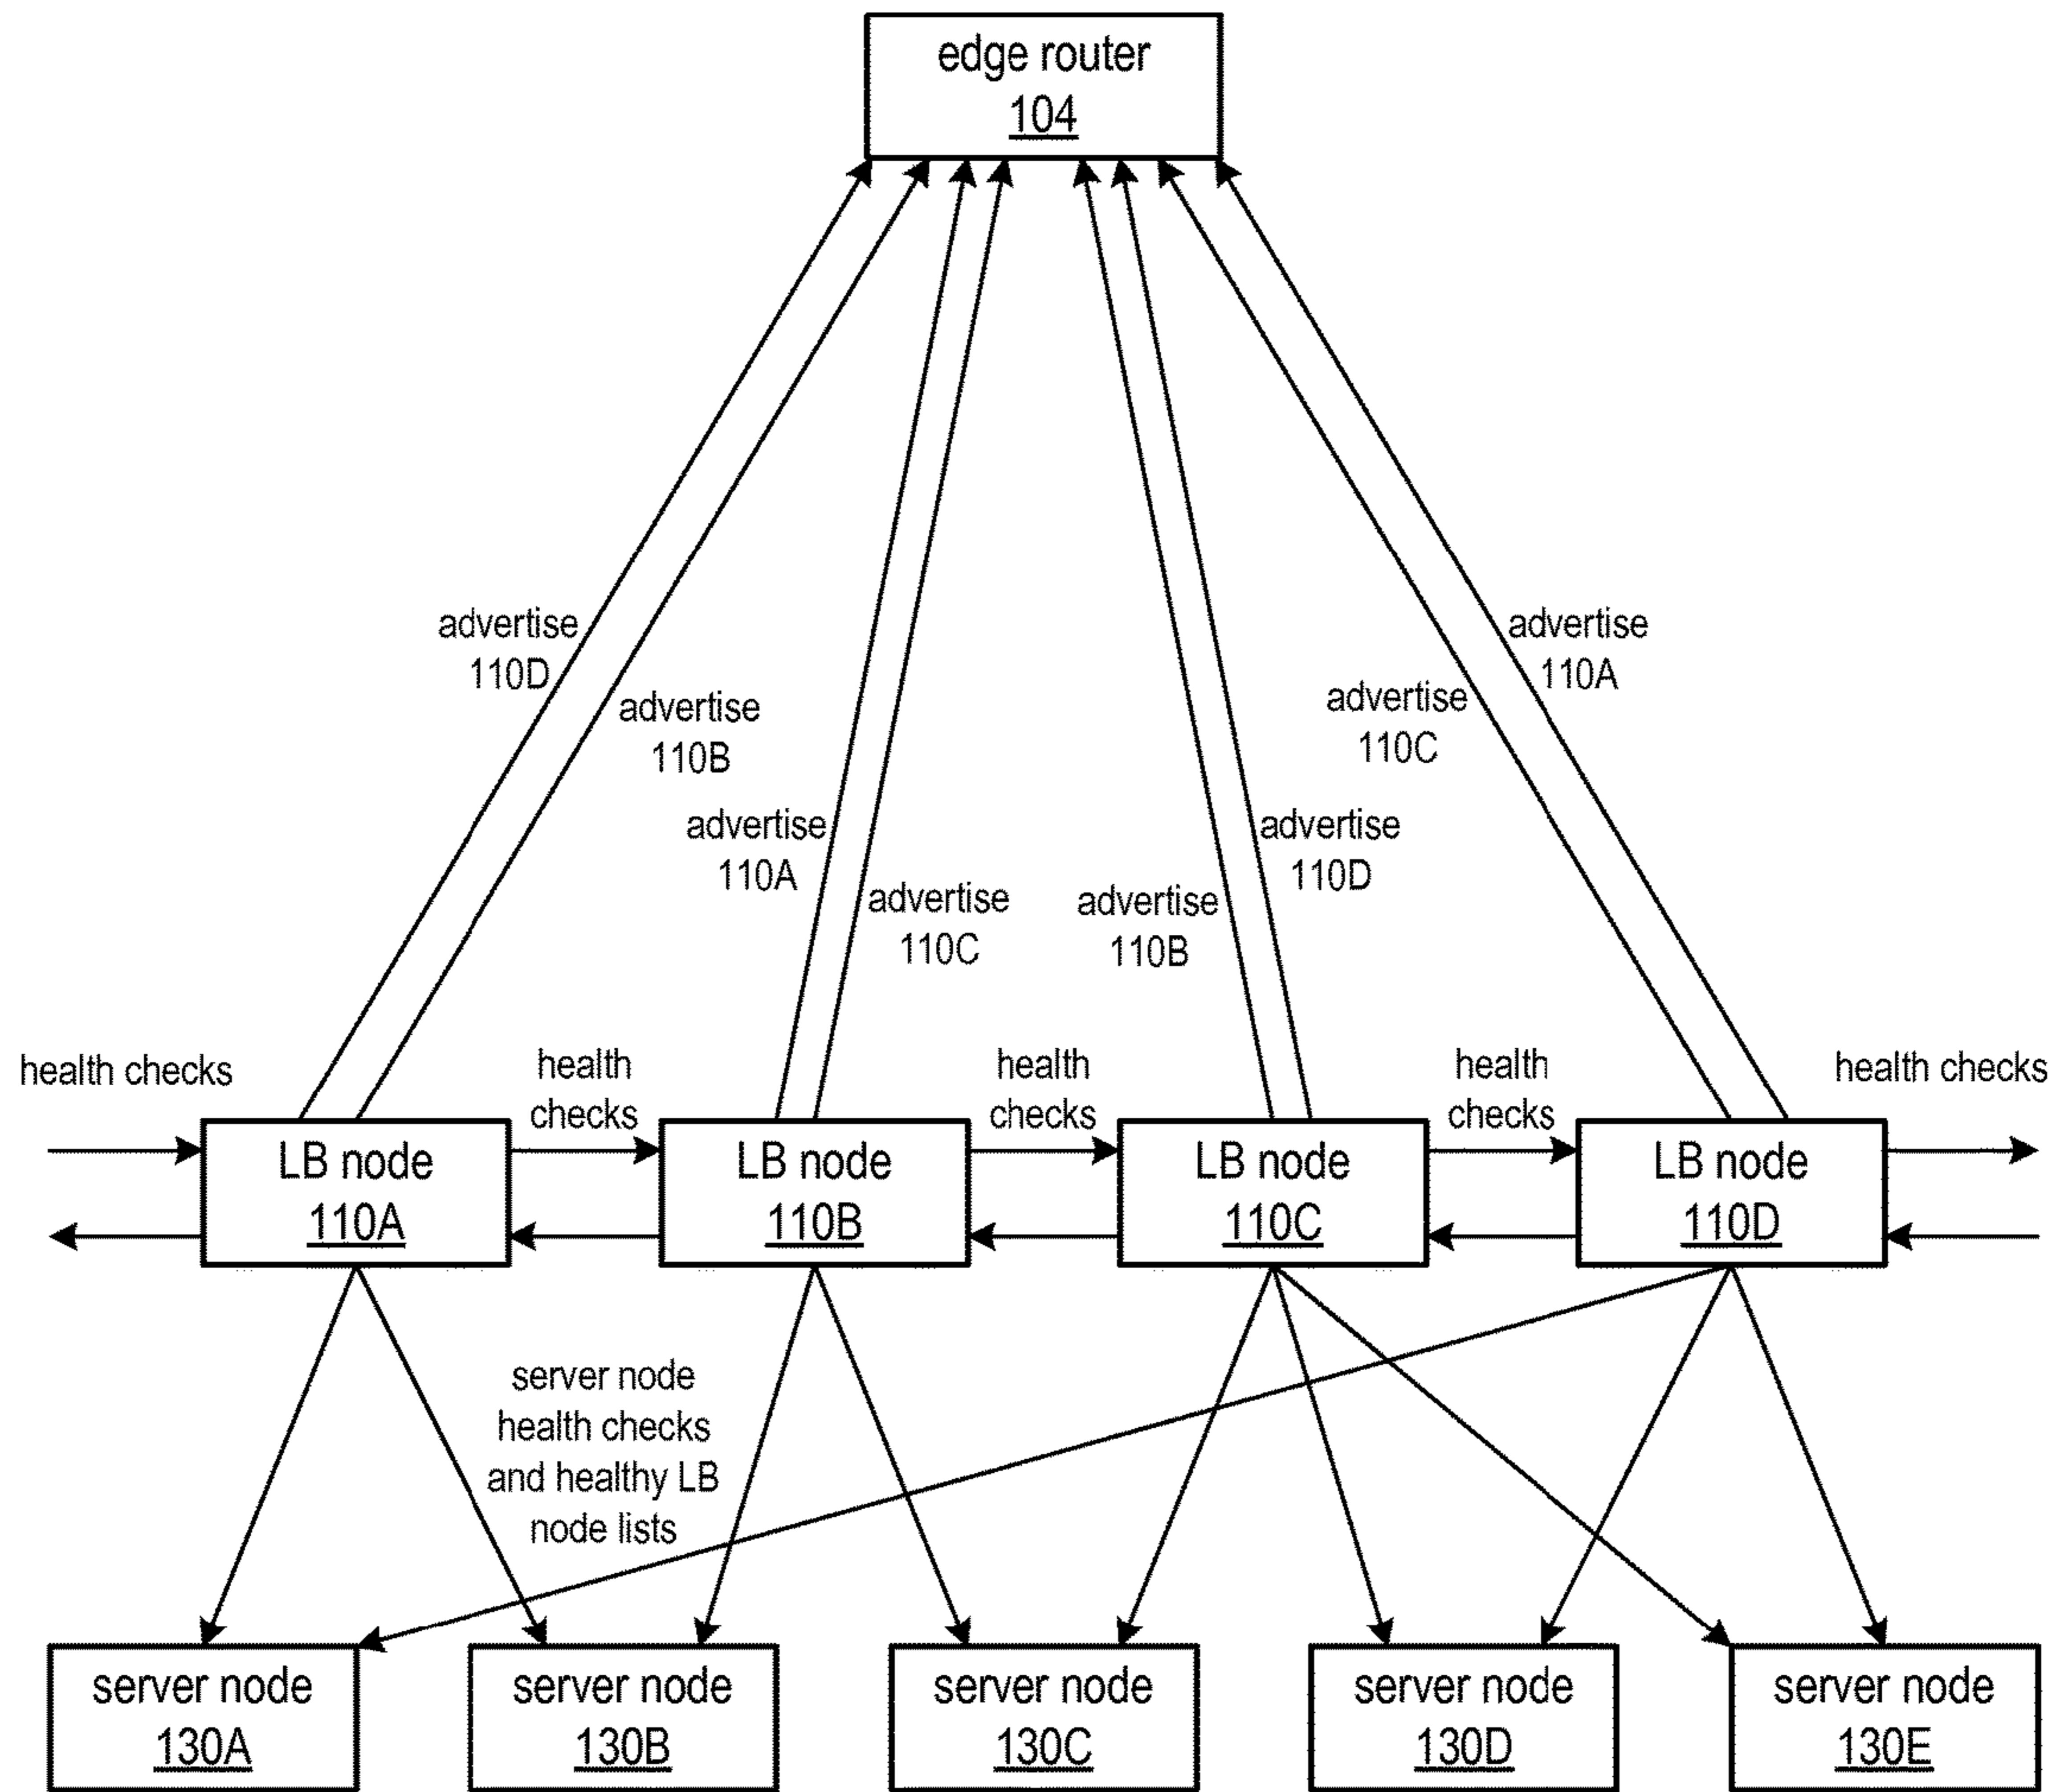 edge router
104
advertise
110D
advertise
110B
advertise
110A
advertise
110C
advertise
110B
advertise
110D
advertise
110C
advertise
110A
health checks
health
checks
health
checks
health
checks
health checks
LB node
110A
LB node
110B
LB node
110C
LB node
110D
server node
health checks
and healthy LB
node lists
server node
130A
server node
130B
server node
130C
server node
130D
server node
130E